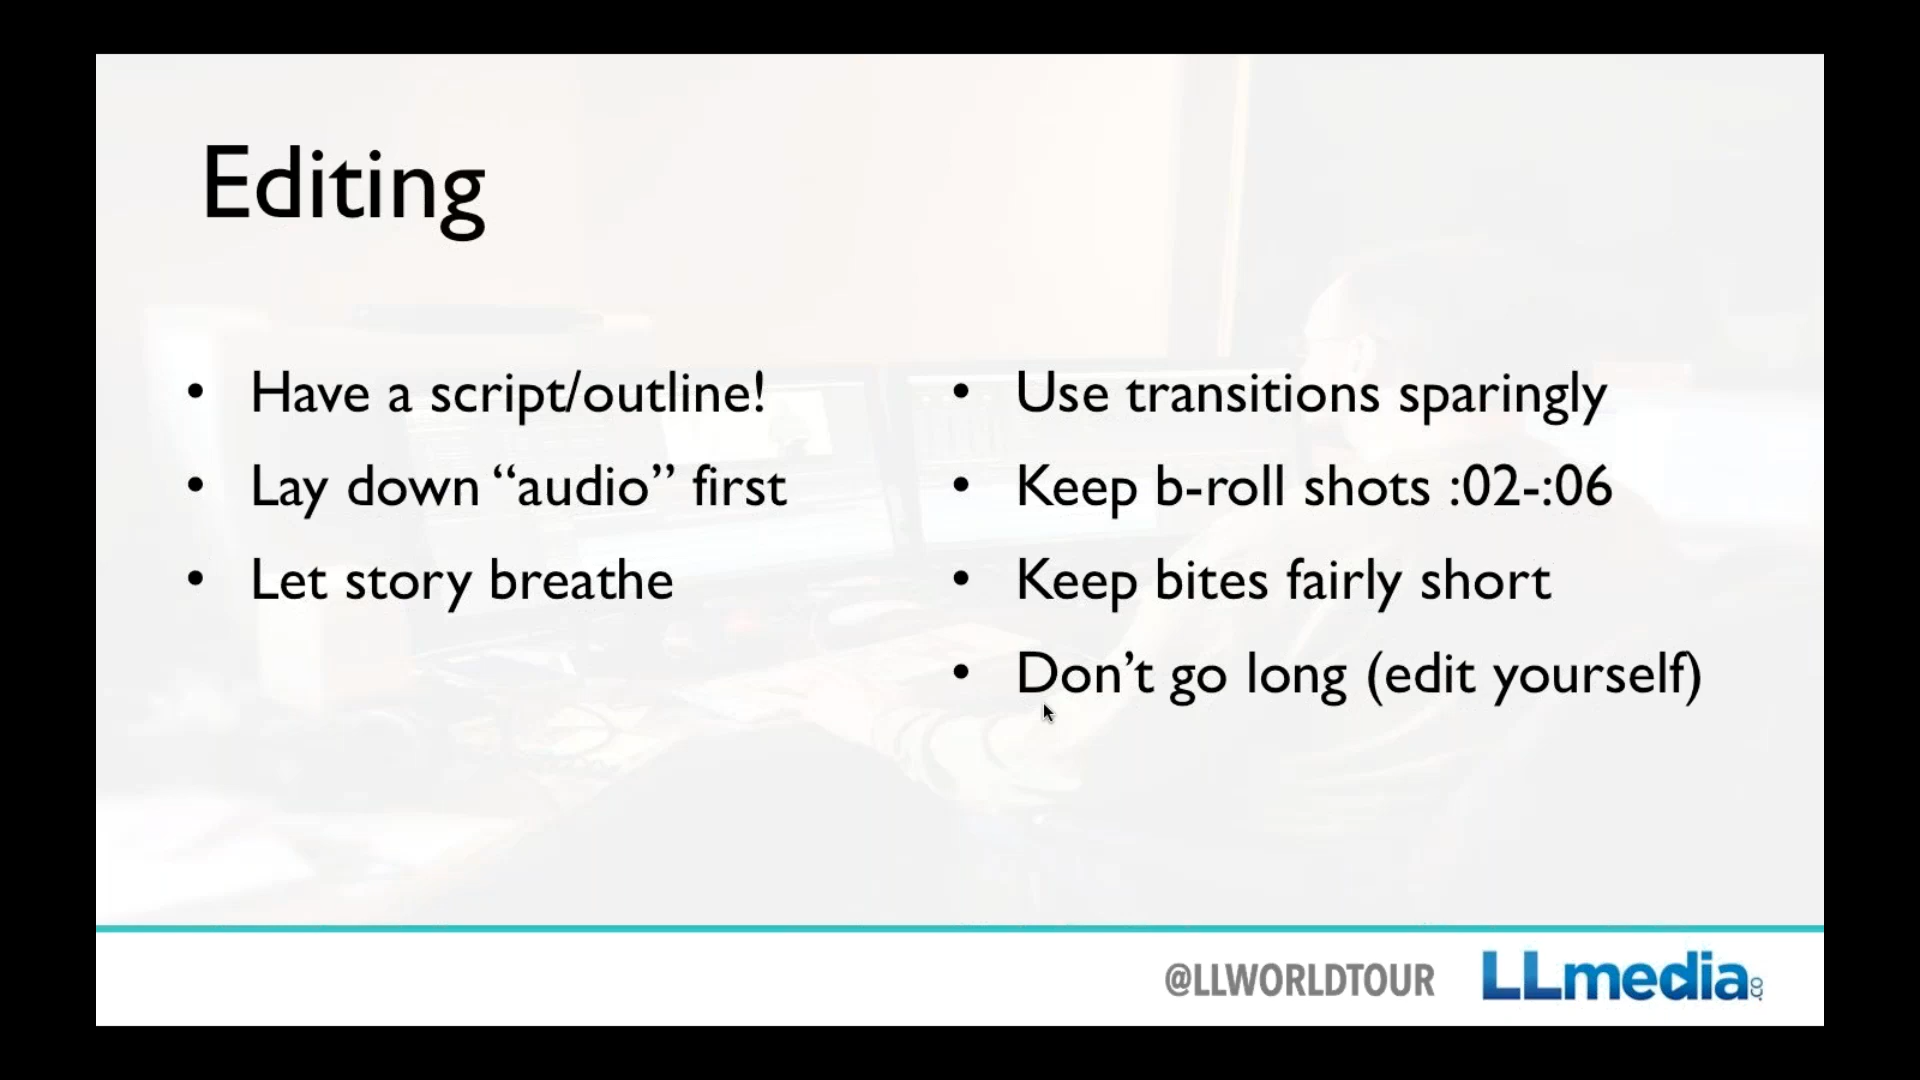 Editing
• Have a script/outline!
• Lay down “audio” first
• Let story breathe
• Use transitions sparingly
• Keep b-roll shots :02-:06
• Keep bites fairly short
• Don’t go long (edit yourself)
@LLWORLDTOUR
LLmedia.co